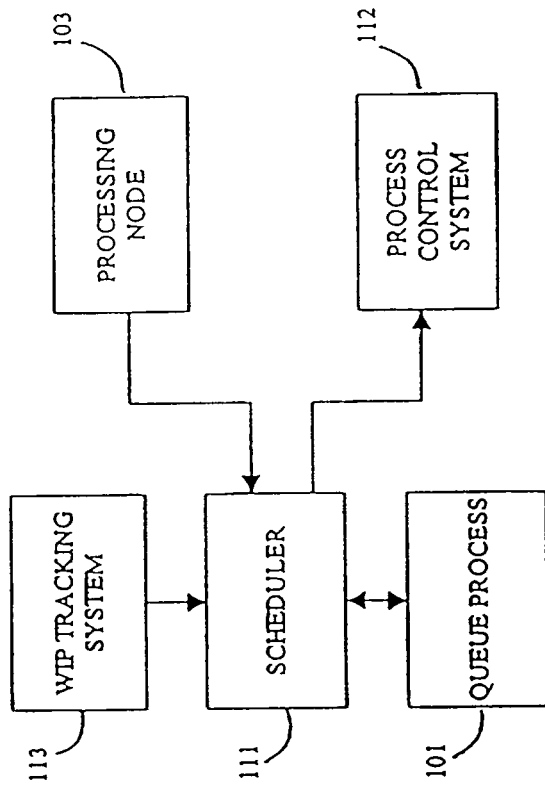 113
WIP TRACKING
SYSTEM
103
PROCESSING
NODE
111
SCHEDULER
112
PROCESS
CONTROL
SYSTEM
101
QUEUE PROCESS